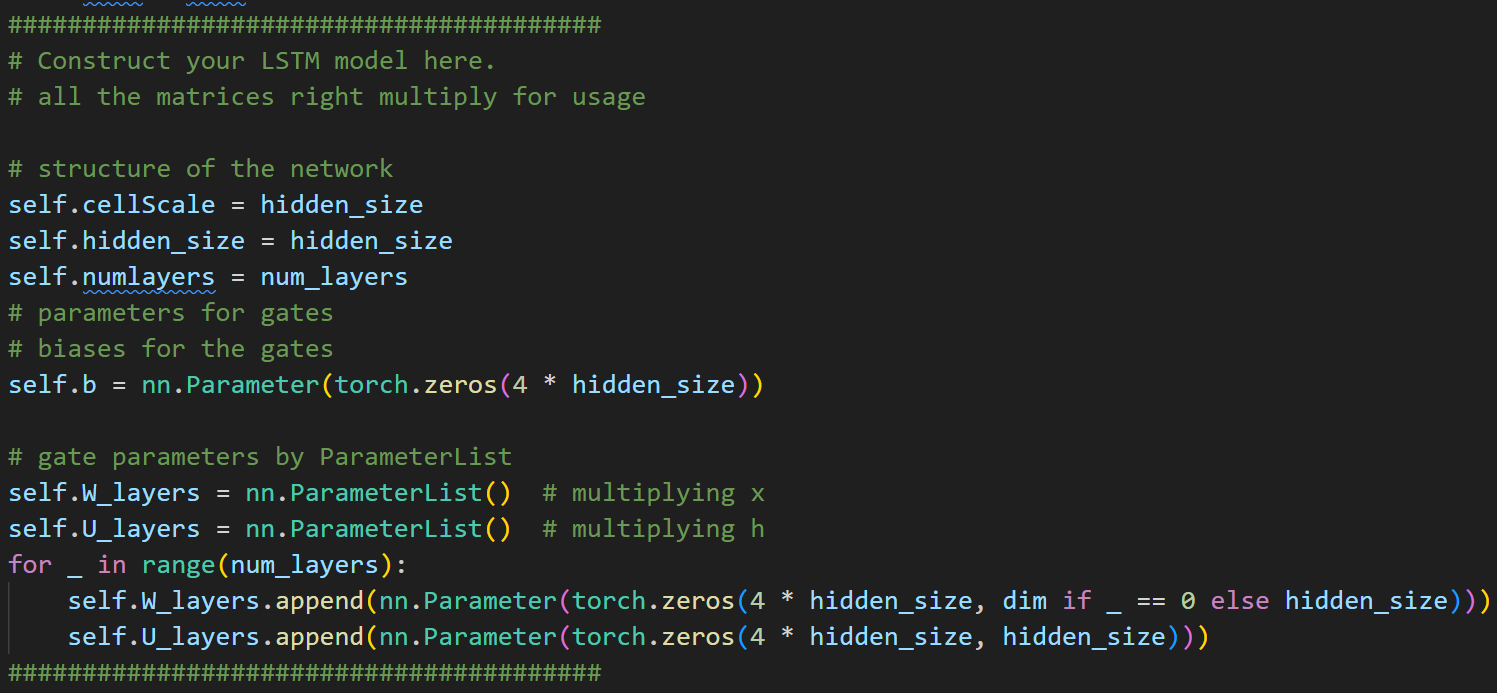 ########################################
# Construct your LSTM model here.
# all the matrices right multiply for usage

# structure of the network
self.cellScale = hidden_size
self.hidden_size = hidden_size
self.numlayers = num_layers
# parameters for gates
# biases for the gates
self.b = nn.Parameter(torch.zeros(4 * hidden_size))

# gate parameters by ParameterList
self.W_layers = nn.ParameterList()  # multiplying x
self.U_layers = nn.ParameterList()  # multiplying h
for _ in range(num_layers):
    self.W_layers.append(nn.Parameter(torch.zeros(4 * hidden_size, dim if _ == 0 else hidden_size)))
    self.U_layers.append(nn.Parameter(torch.zeros(4 * hidden_size, hidden_size)))
########################################